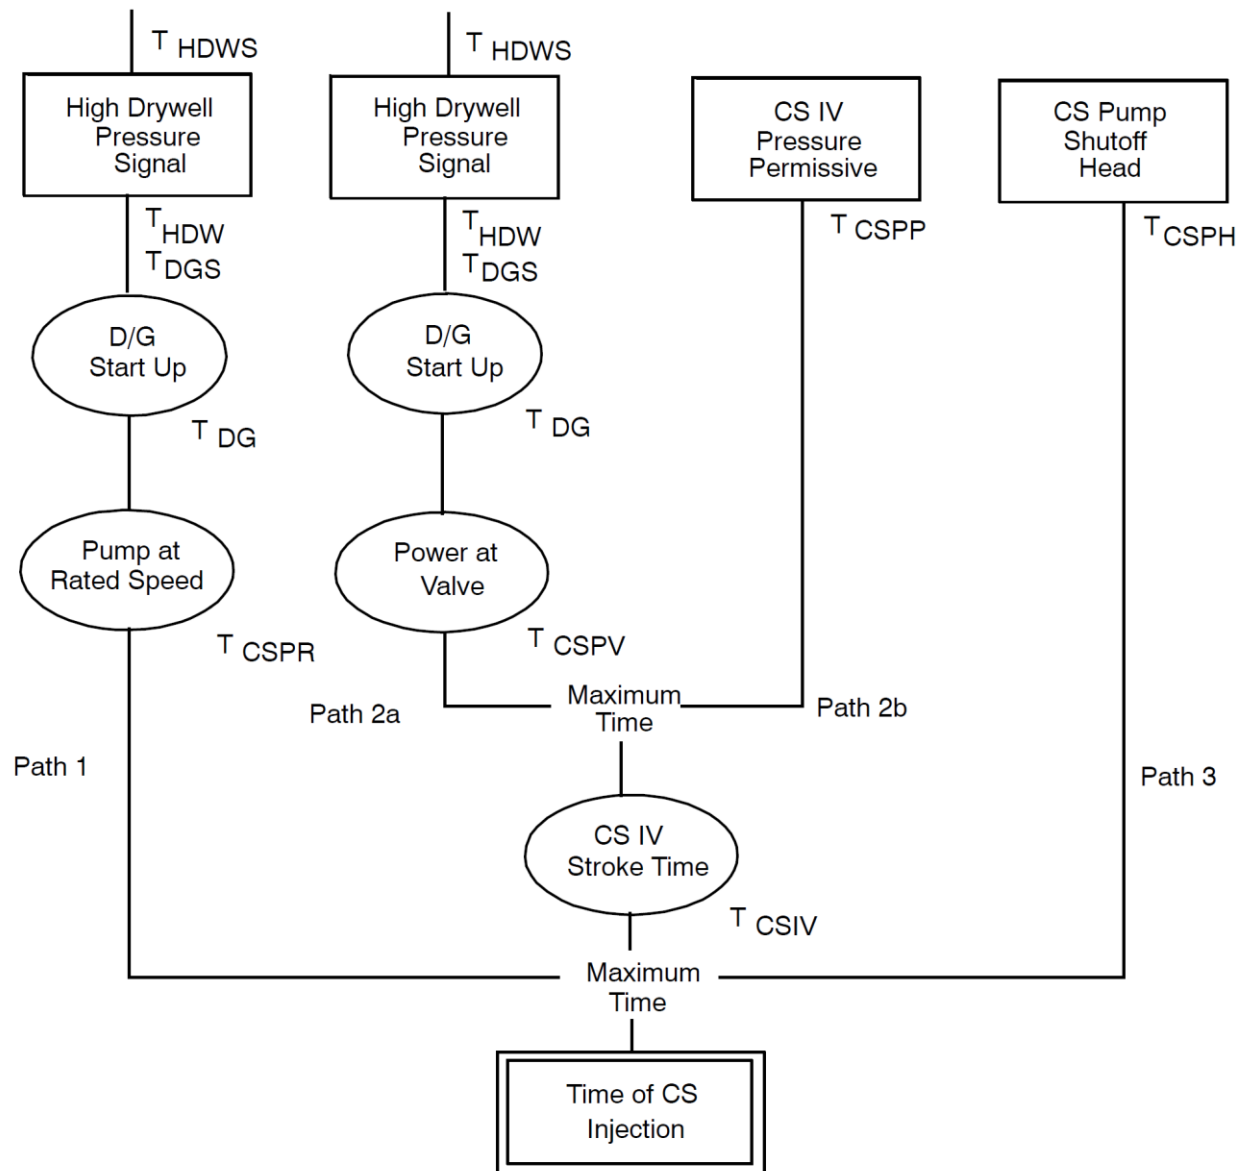 T HDWS
T HDWS
High Drywell
Pressure
Signal
High Drywell
Pressure
Signal
CS IV
Pressure
Permissive
CS Pump
Shutoff
Head
T HDW
T DGS
T HDW
T DGS
T CSPP
T CSPH
D/G
Start Up
D/G
Start Up
T DG
T DG
Pump at
Rated Speed
Power at
Valve
T CSPR
T CSPV
Path 2a
Maximum
Time
Path 2b
Path 1
Path 3
CS IV
Stroke Time
T CSIV
Maximum
Time
Time of CS
Injection